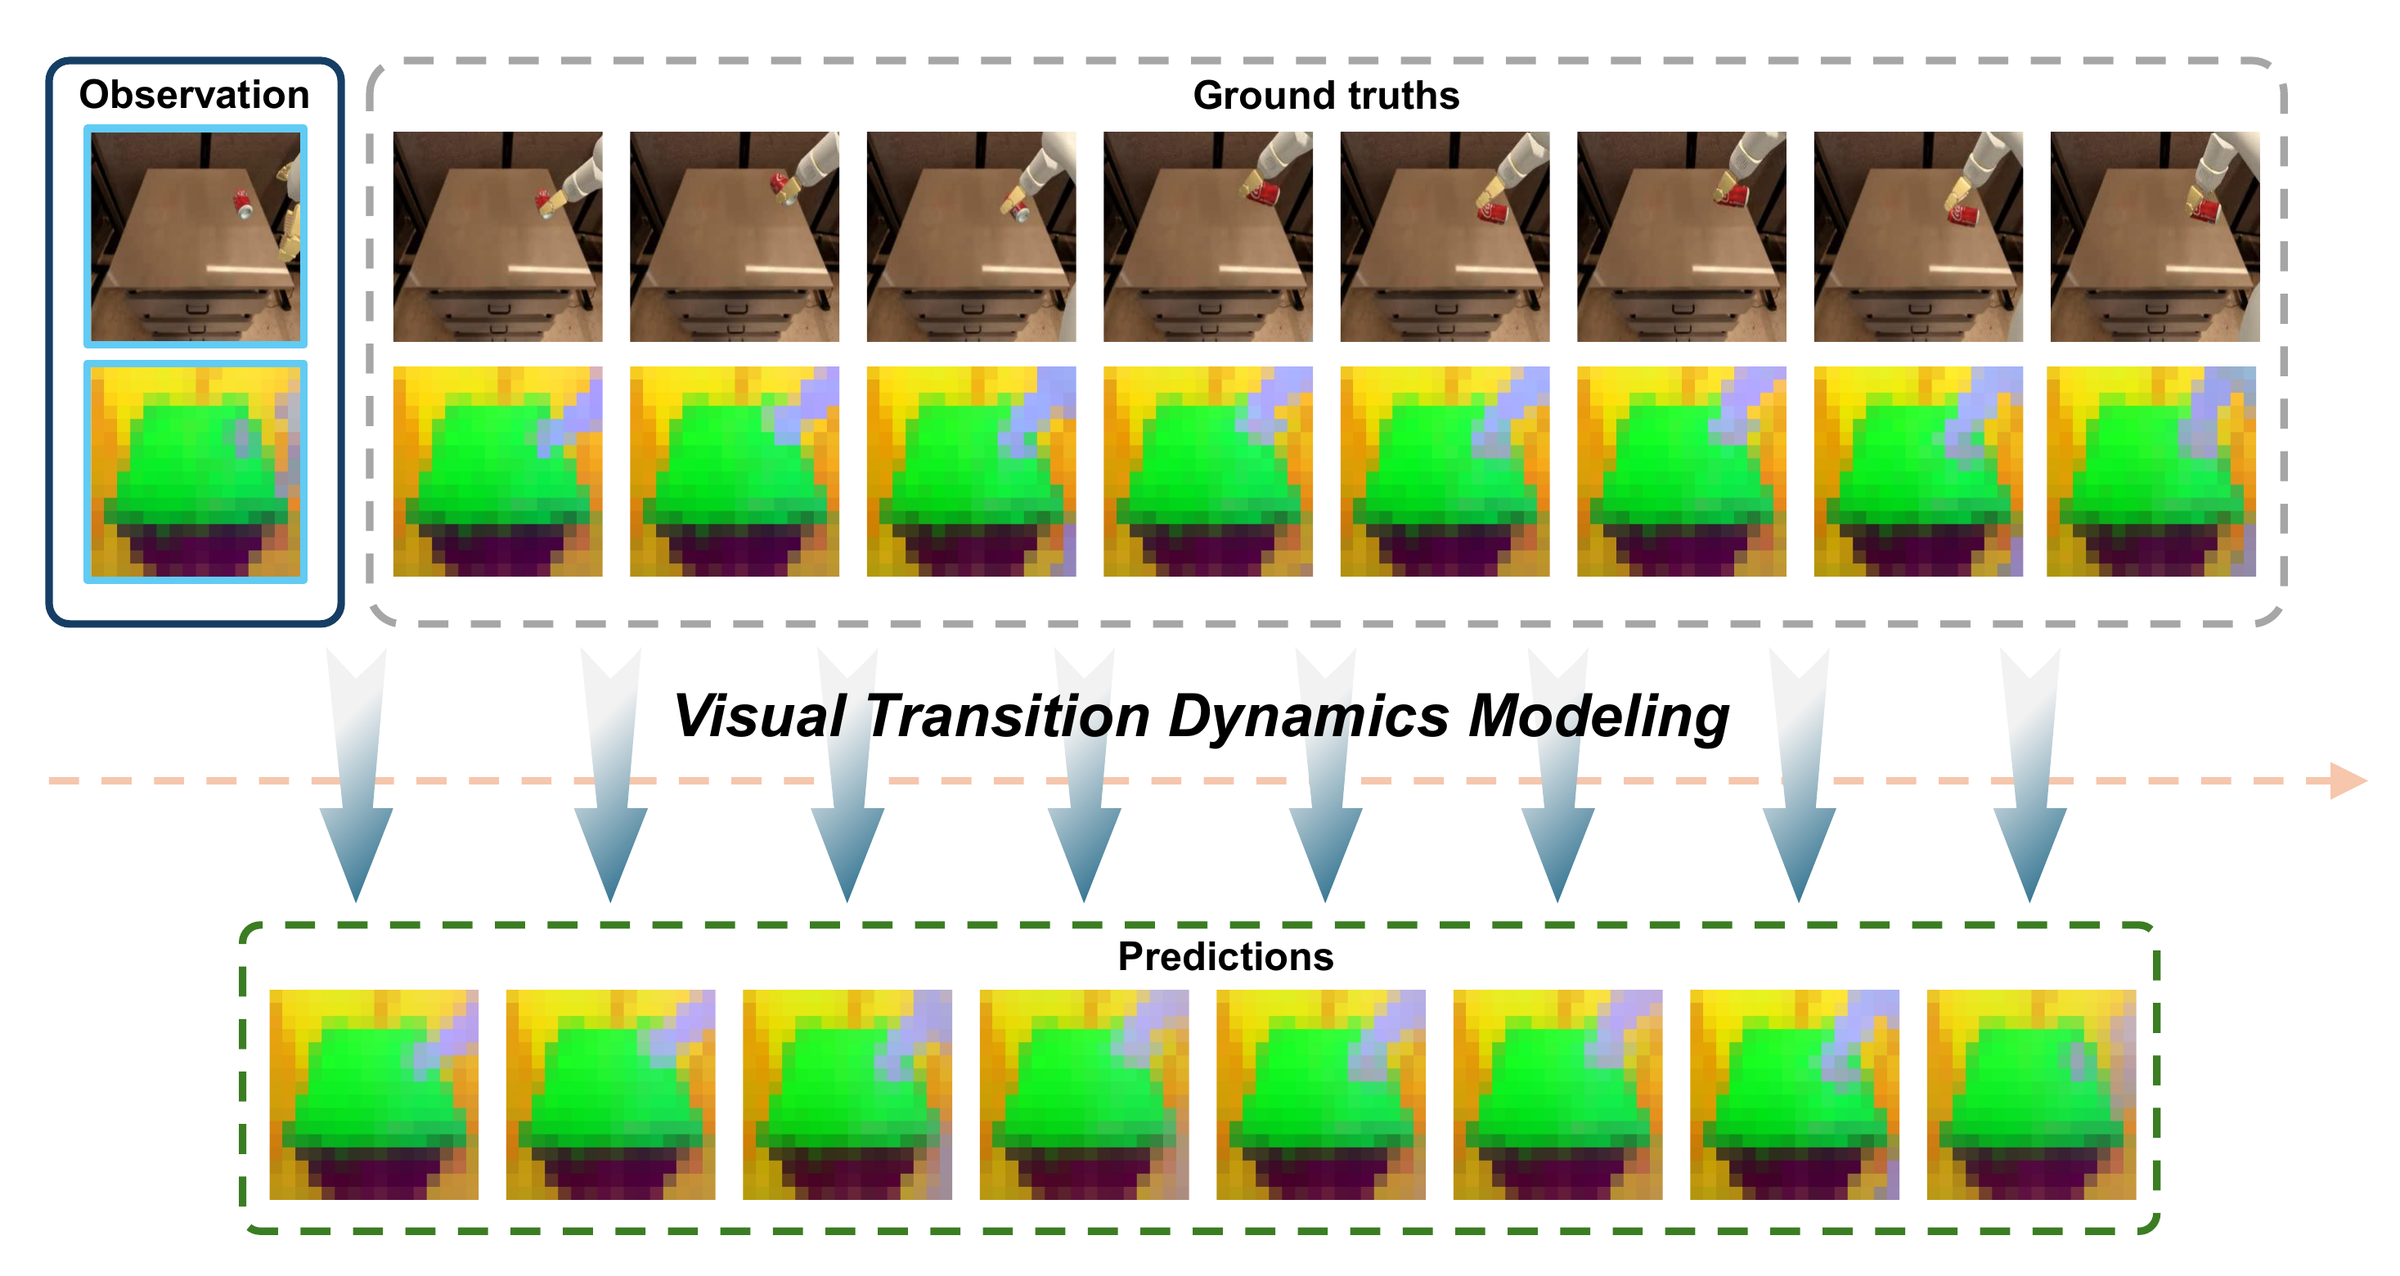 Observation
Ground truths
Visual Transition Dynamics Modeling
Predictions